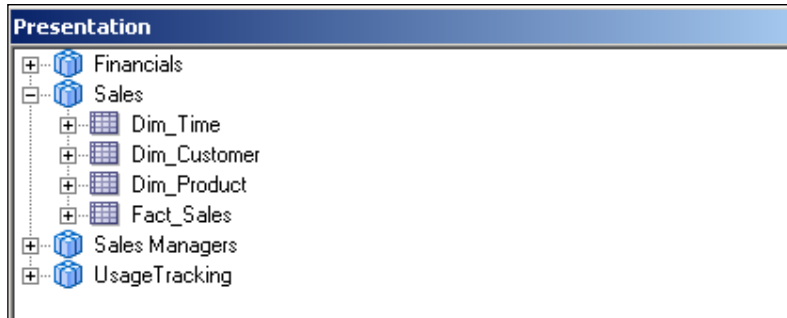 Presentation
Financials
Sales
Dim_Time
Dim_Customer
Dim_Product
Fact_Sales
Sales Managers
UsageTracking